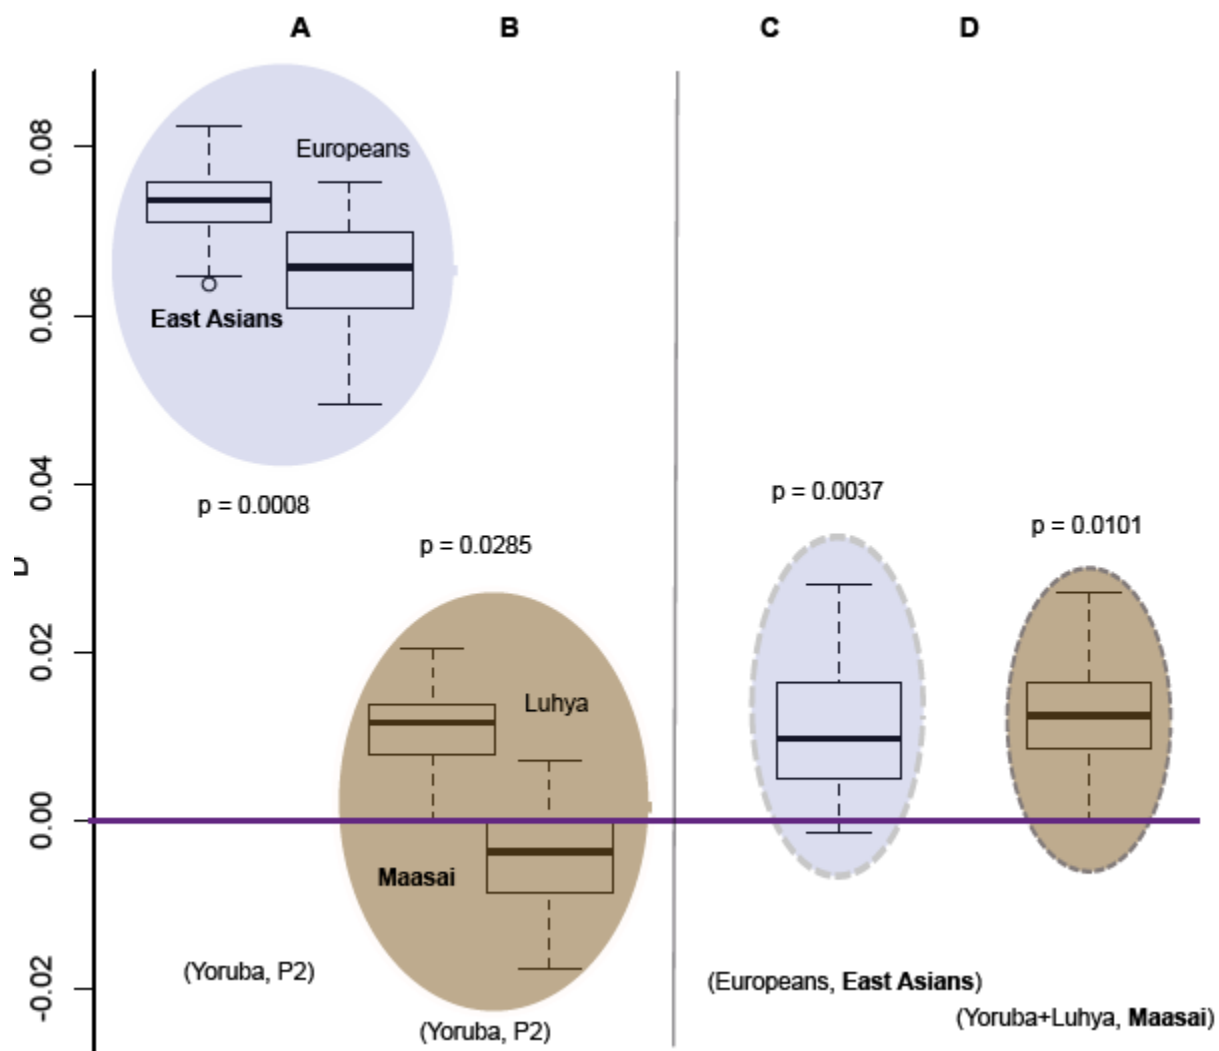 A
B
C
D
0.08
0.06
0.04
0.02
0.00
-0.02
D
Europeans
East Asians
p = 0.0008
p = 0.0285
Luhya
Maasai
(Yoruba, P2)
(Yoruba, P2)
p = 0.0037
p = 0.0101
(Europeans, East Asians)
(Yoruba+Luhya, Maasai)